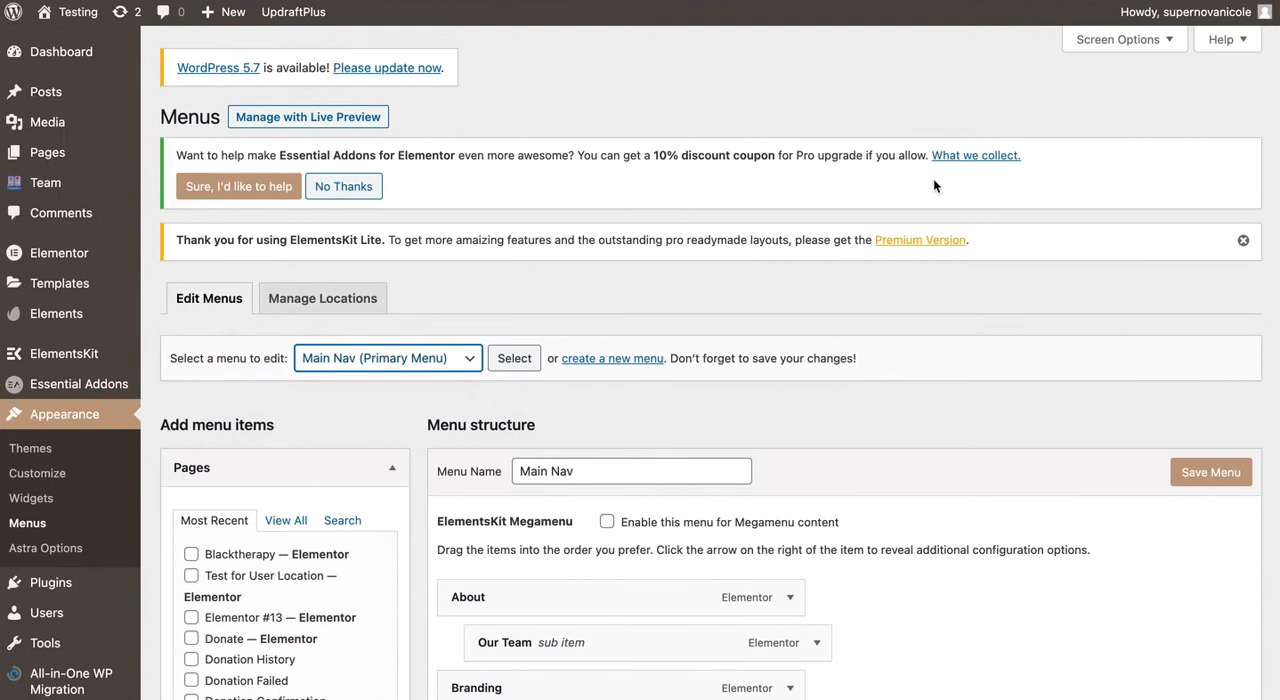 Testing 2 0 New UpdraftPlus Howdy, supernovanicole
Screen Options Help
Dashboard
Posts
Media
Pages
Team
Comments
Elementor
Templates
Elements
ElementsKit
Essential Addons
Appearance
Themes
Customize
Widgets
Menus
Astra Options
Plugins
Users
Tools
All-in-One WP
Migration
WordPress 5.7 is available! Please update now.
Menus Manage with Live Preview
Want to help make Essential Addons for Elementor even more awesome? You can get a 10% discount coupon for Pro upgrade if you allow. What we collect.
Sure, I'd like to help No Thanks
Thank you for using ElementsKit Lite. To get more amaizing features and the outstanding pro readymade layouts, please get the Premium Version.
Edit Menus Manage Locations
Select a menu to edit: Main Nav (Primary Menu) Select or create a new menu. Don't forget to save your changes!
Add menu items
Pages
Most Recent View All Search
Blacktherapy — Elementor
Test for User Location —
Elementor
Elementor #13 — Elementor
Donate — Elementor
Donation History
Donation Failed
Donation Confirmation
Menu structure
Menu Name Main Nav Save Menu
ElementsKit Megamenu Enable this menu for Megamenu content
Drag the items into the order you prefer. Click the arrow on the right of the item to reveal additional configuration options.
About Elementor
Our Team sub item Elementor
Branding Elementor